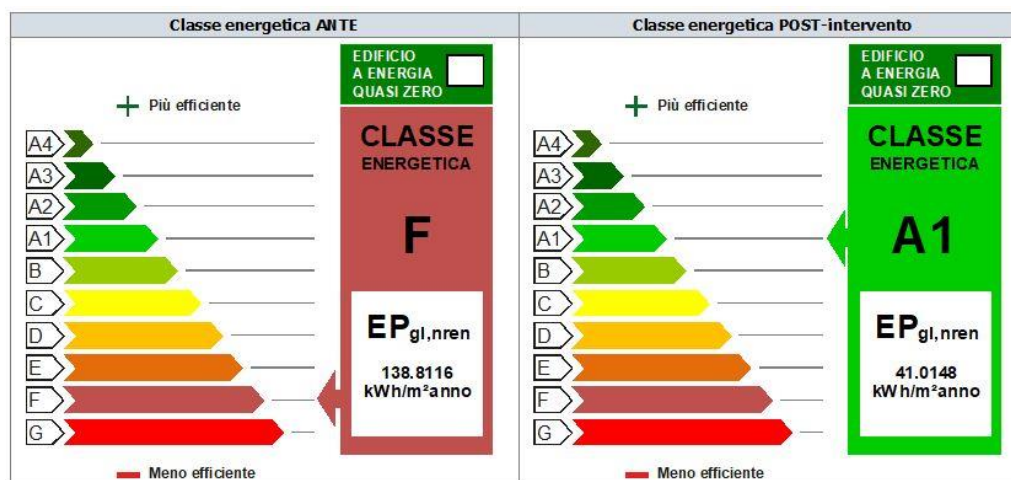 Classe energetica ANTE
EDIFICIO
A ENERGIA
QUASI ZERO
Più efficiente
CLASSE
ENERGETICA
A4
A3
A2
A1
B
C
D
E
F
G
F
EPgl,nren
138.8116
kWh/m²anno
Meno efficiente
Classe energetica POST-intervento
EDIFICIO
A ENERGIA
QUASI ZERO
Più efficiente
CLASSE
ENERGETICA
A4
A3
A2
A1
B
C
D
E
F
G
A1
EPgl,nren
41.0148
kWh/m²anno
Meno efficiente